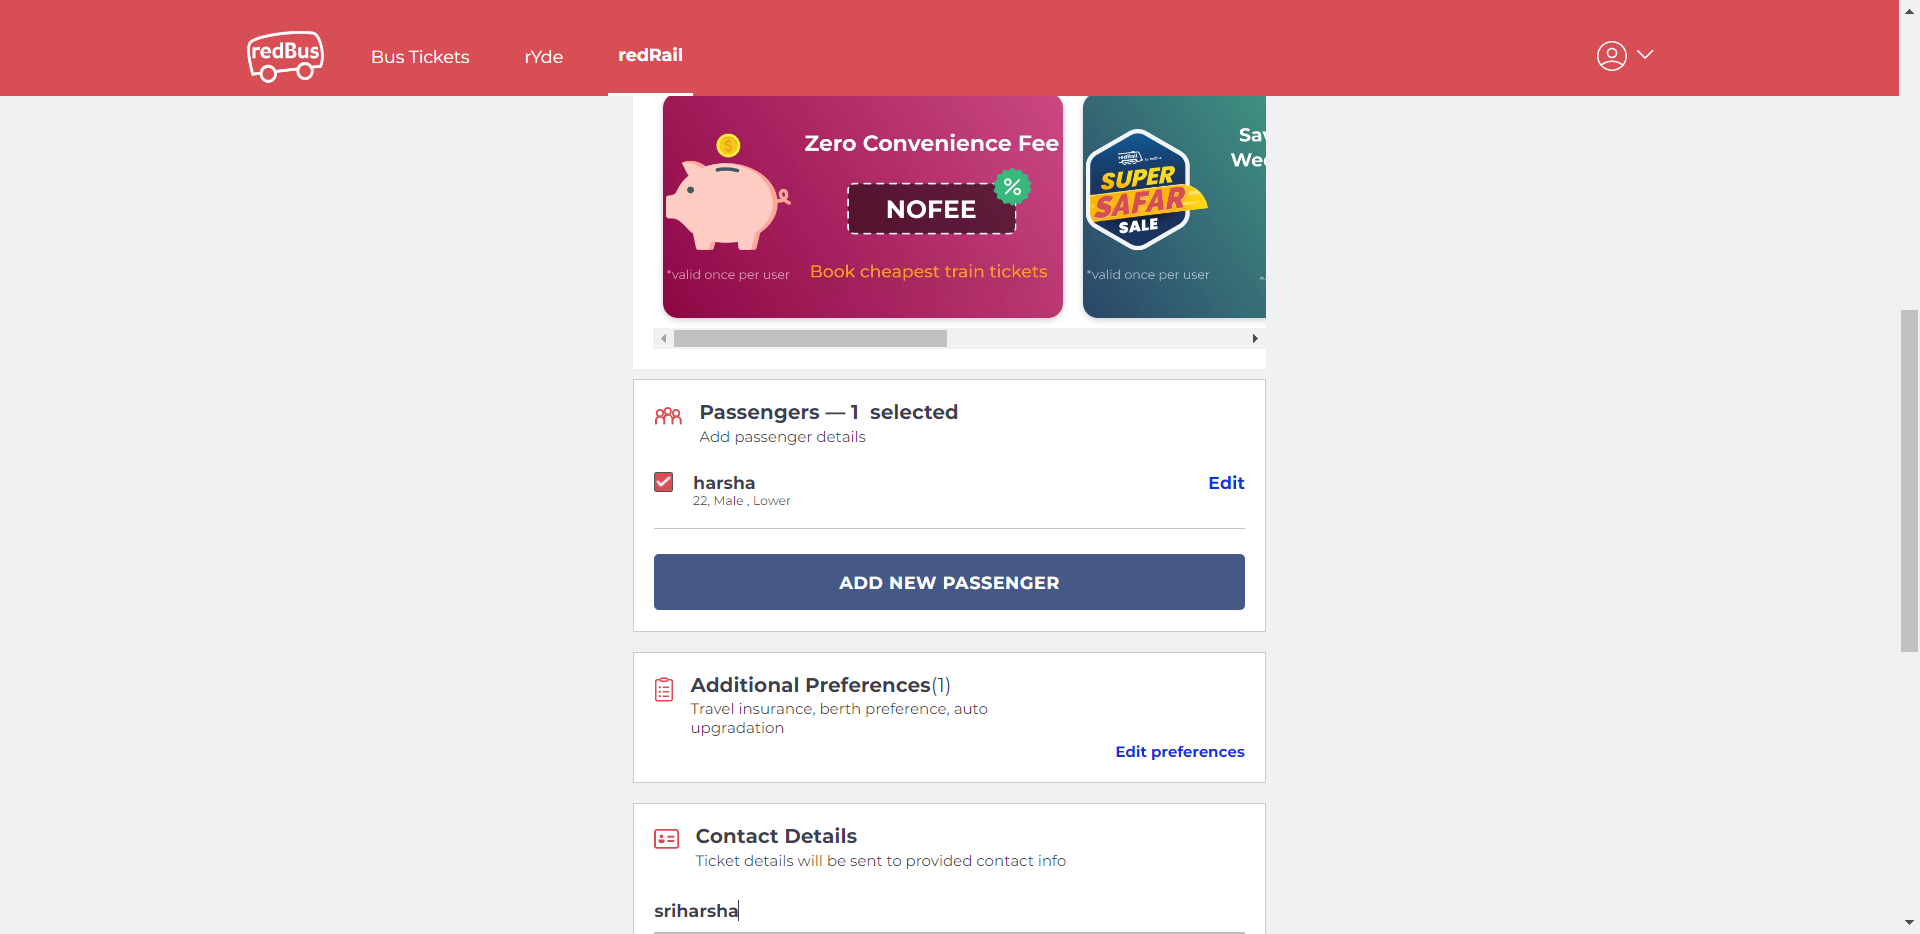 redBus
Bus Tickets
rYde
redRail
Zero Convenience Fee
NOFEE
%
*valid once per user
Book cheapest train tickets
SUPER
SAFAR
SALE
*valid once per user
Passengers — 1 selected
Add passenger details
harsha
Edit
22, Male , Lower
ADD NEW PASSENGER
Additional Preferences(1)
Travel insurance, berth preference, auto
upgradation
Edit preferences
Contact Details
Ticket details will be sent to provided contact info
sriharsha